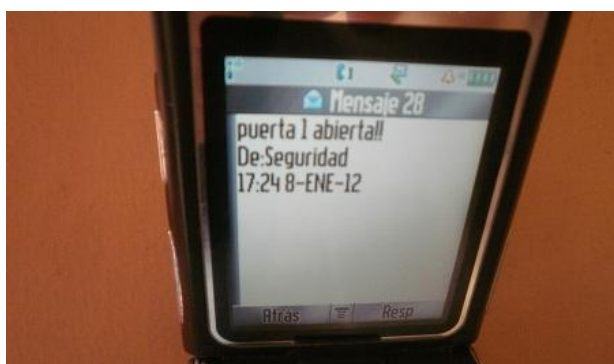 Mensaje 28
puerta 1 abierta!!
De:Seguridad
17:24 8-ENE-12
Atrás Resp